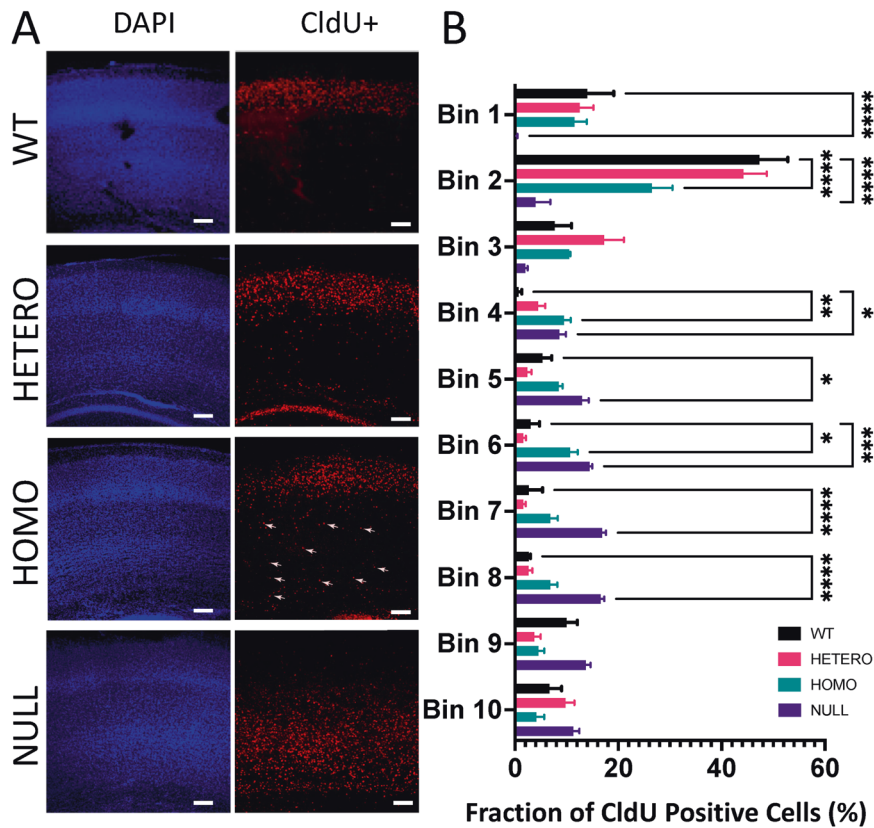 A
DAPI
CldU+
WT
HETERO
HOMO
NULL
B
Bin 1
****
Bin 2
****
****
Bin 3
Bin 4
**
*
Bin 5
*
Bin 6
*
***
Bin 7
****
Bin 8
****
Bin 9
Bin 10
WT
HETERO
HOMO
NULL
0 20 40 60
Fraction of CldU Positive Cells (%)